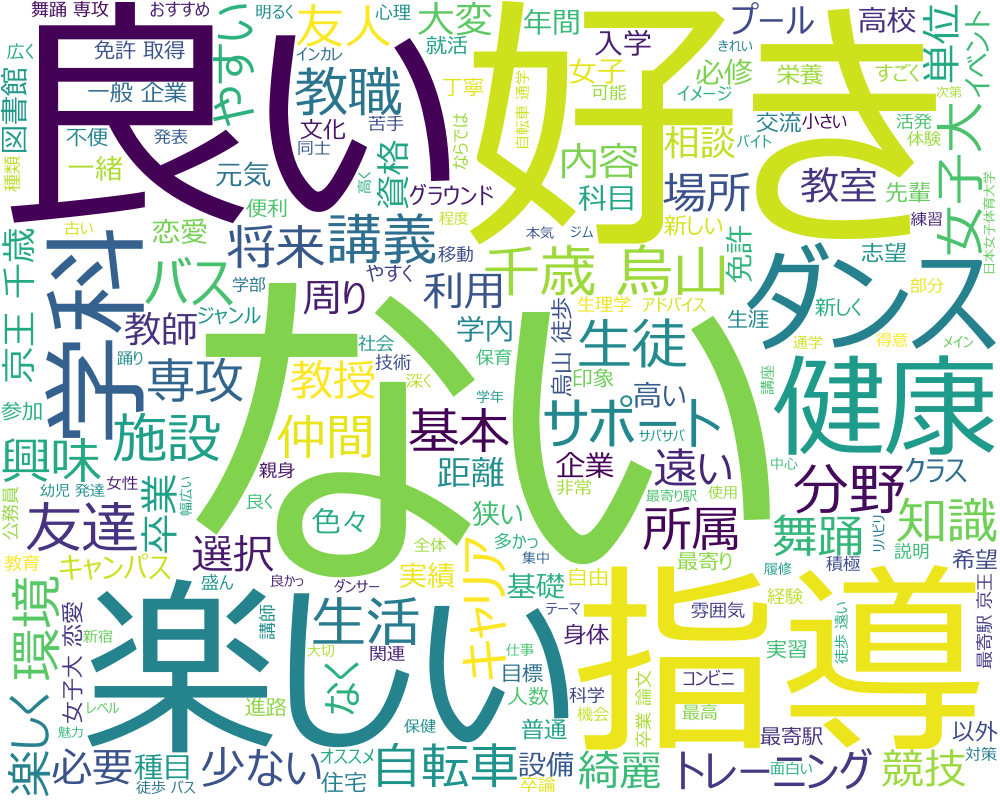 舞踊 専攻
おすすめ
免許 取得
一般 企業
広く
図書館
不便
発表
種類
一緒
やすい
良い
好き
ない
楽しい
指導
学科
健康
ダンス
明るく
心理
インカレ
友人
大変
就活
年間
教職
丁寧
文化
苦手
同士
ならでは
元気
資格
グラウンド
恋愛
便利
高く
程度
将来
講義
移動
古い
京王 千歳
バス
学部
ジャンル
周り
やすく
利用
千歳 烏山
教師
踊り
専攻
参加
社会
技術
教授
深く
学内
保育
学年
プール
入学
高校
女子
可能
必修
イメージ
栄養
すごく
単位
イベント
自転車 通学
内容
科目
相談
交流
小さい
活発
バイト
体験
きれい
次第
場所
教室
先輩
女子大
日本女子体育大学
練習
本気
ジム
新しい
免許
志望
生理学
アドバイス
生涯
新しく
部分
通学
得意
メイン
烏山 徒歩
生徒
印象
講座
興味
施設
仲間
基本
サポート
高い
サバサバ
距離
企業
非常
遠い
最寄り駅
使用
中心
分野
クラス
公務員
幼児 発達
女性
幅広い
親身
良く
友達
卒業
色々
狭い
多かっ
所属
舞踊
リハビリ
知識
説明
選択
全体
集中
最寄り
希望
教育
キャンパス
盛ん
良かっ
ダンサー
実績
キャリア
基礎
自由
履修
積極
環境
恋愛
女子大 恋愛
新宿
講師
生活
テーマ
雰囲気
経験
身体
実習
徒歩 遠い
最寄駅 京王
大切
関連
なく
仕事
目標
人数
科学
機会
コンビニ
卒業 論文
最高
楽しく
レベル
魅力
進路
保健
普通
最寄駅
以外
必要
種目
少ない
オススメ
住宅
自転車
設備
卒論
綺麗
トレーニング
面白い
競技
対策
徒歩 バス